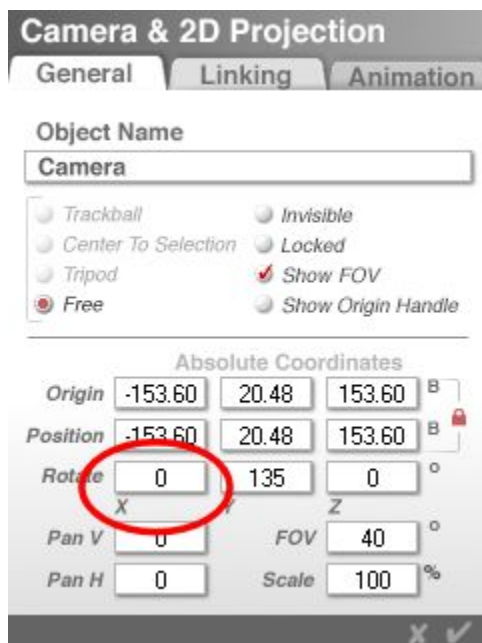 Camera & 2D Projection
General Linking Animation
Object Name
Camera
Trackball Invisible
Center To Selection Locked
Tripod Show FOV
Free Show Origin Handle
Absolute Coordinates
Origin -153.60 20.48 153.60 B
Position -153.60 20.48 153.60 B
Rotate 0 135 0 °
X Y Z
Pan V 0 FOV 40 °
Pan H 0 Scale 100 %